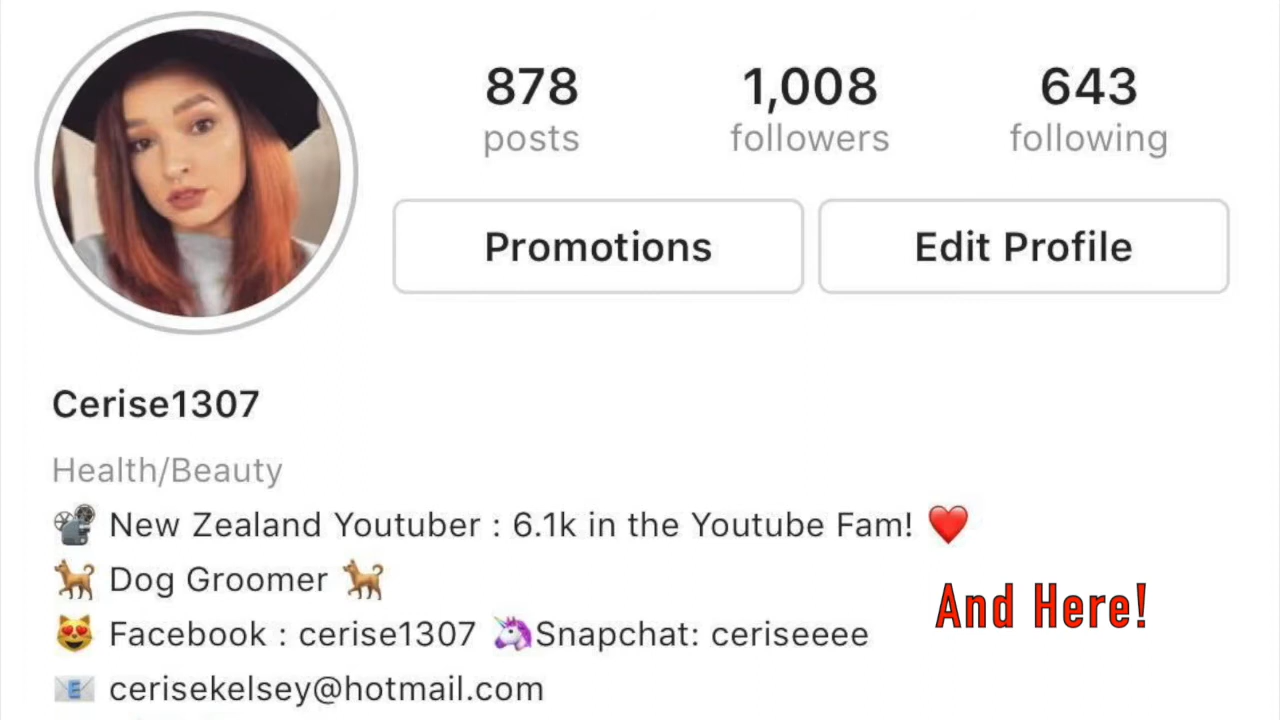 878 1,008 643
posts followers following
Promotions Edit Profile
Cerise1307
Health/Beauty
🎥 New Zealand Youtuber : 6.1k in the Youtube Fam! ❤️
🐕 Dog Groomer 🐕
And Here!
😻 Facebook : cerise1307 🦄Snapchat: ceriseeee
📧 cerisekelsey@hotmail.com